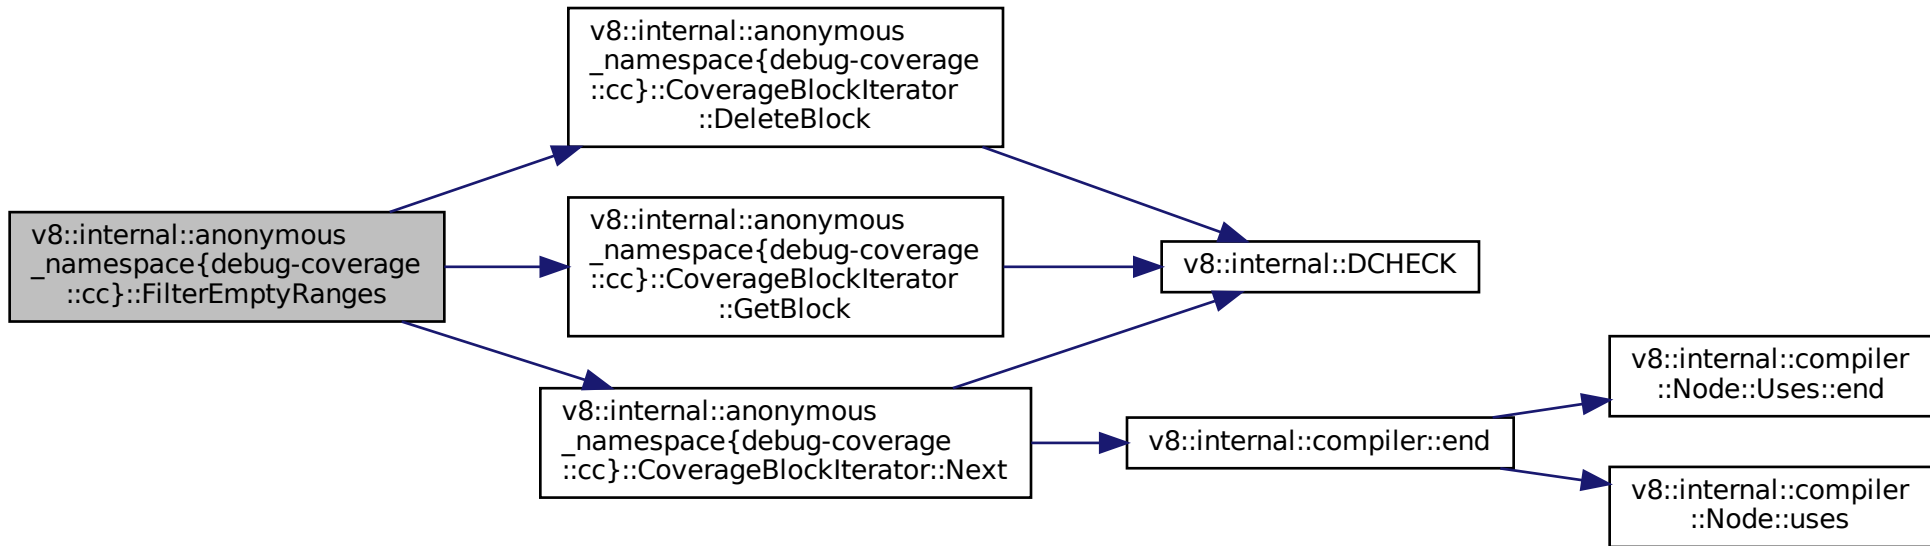 v8::internal::anonymous
_namespace{debug-coverage
::cc}::FilterEmptyRanges
v8::internal::anonymous
_namespace{debug-coverage
::cc}::CoverageBlockIterator
::DeleteBlock
v8::internal::anonymous
_namespace{debug-coverage
::cc}::CoverageBlockIterator
::GetBlock
v8::internal::anonymous
_namespace{debug-coverage
::cc}::CoverageBlockIterator::Next
v8::internal::DCHECK
v8::internal::compiler::end
v8::internal::compiler
::Node::Uses::end
v8::internal::compiler
::Node::uses